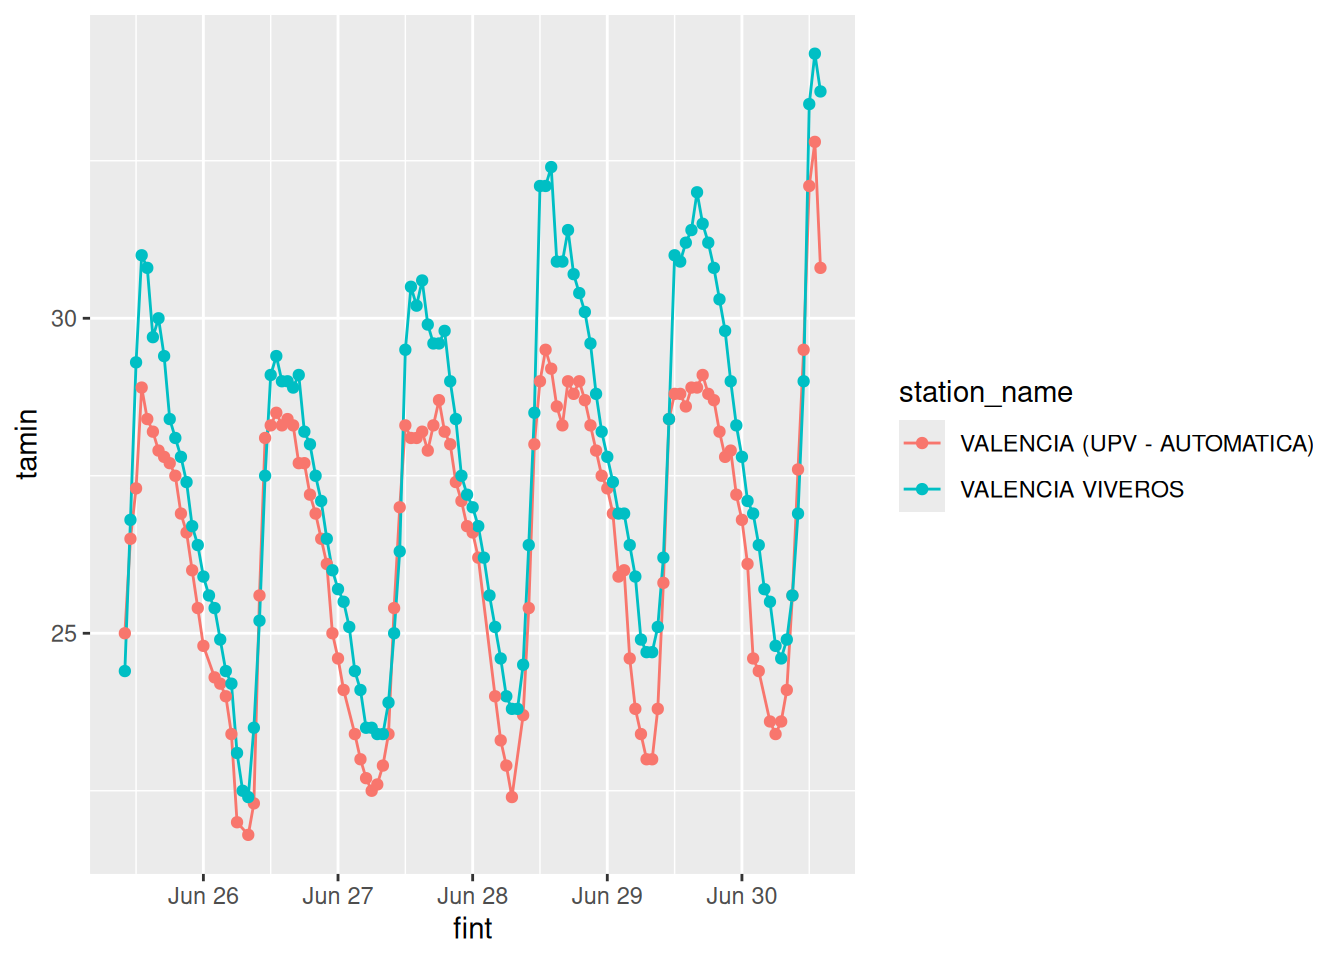 tamin
30
25
Jun 26
Jun 27
Jun 28
Jun 29
Jun 30
fint
station_name
VALENCIA (UPV - AUTOMATICA)
VALENCIA VIVEROS